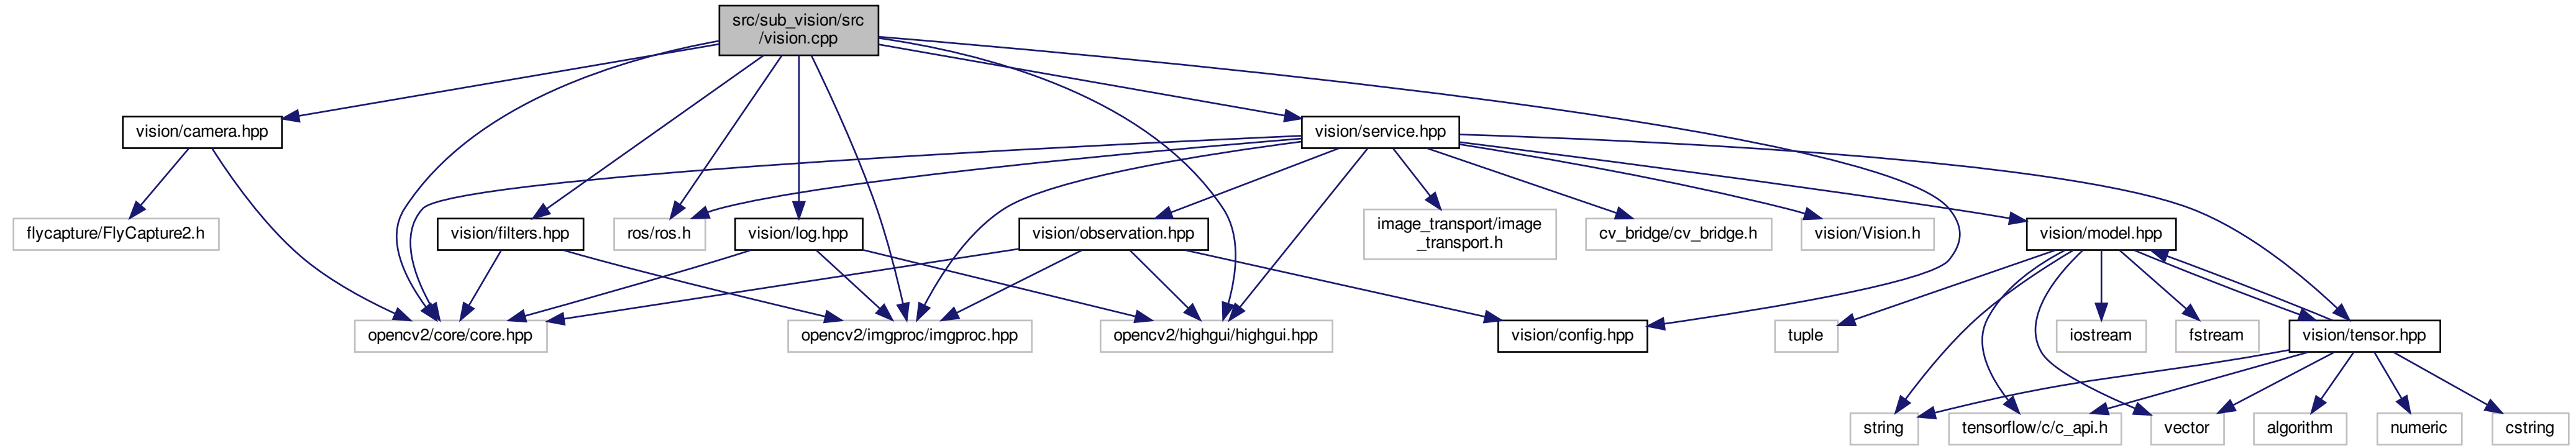 src/sub_vision/src
/vision.cpp
vision/camera.hpp
vision/service.hpp
flycapture/FlyCapture2.h
vision/filters.hpp
ros/ros.h
vision/log.hpp
vision/observation.hpp
image_transport/image
_transport.h
cv_bridge/cv_bridge.h
vision/Vision.h
vision/model.hpp
opencv2/core/core.hpp
opencv2/imgproc/imgproc.hpp
opencv2/highgui/highgui.hpp
vision/config.hpp
tuple
iostream
fstream
vision/tensor.hpp
string
tensorflow/c/c_api.h
vector
algorithm
numeric
cstring